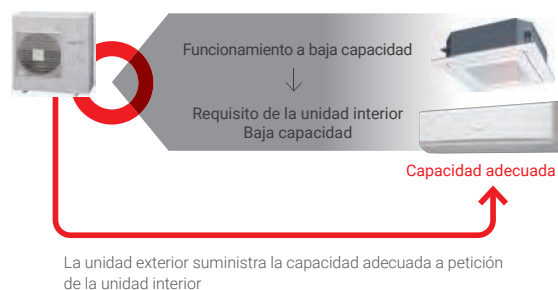 Funcionamiento a baja capacidad
Requisito de la unidad interior
Baja capacidad
Capacidad adecuada
La unidad exterior suministra la capacidad adecuada a petición
de la unidad interior